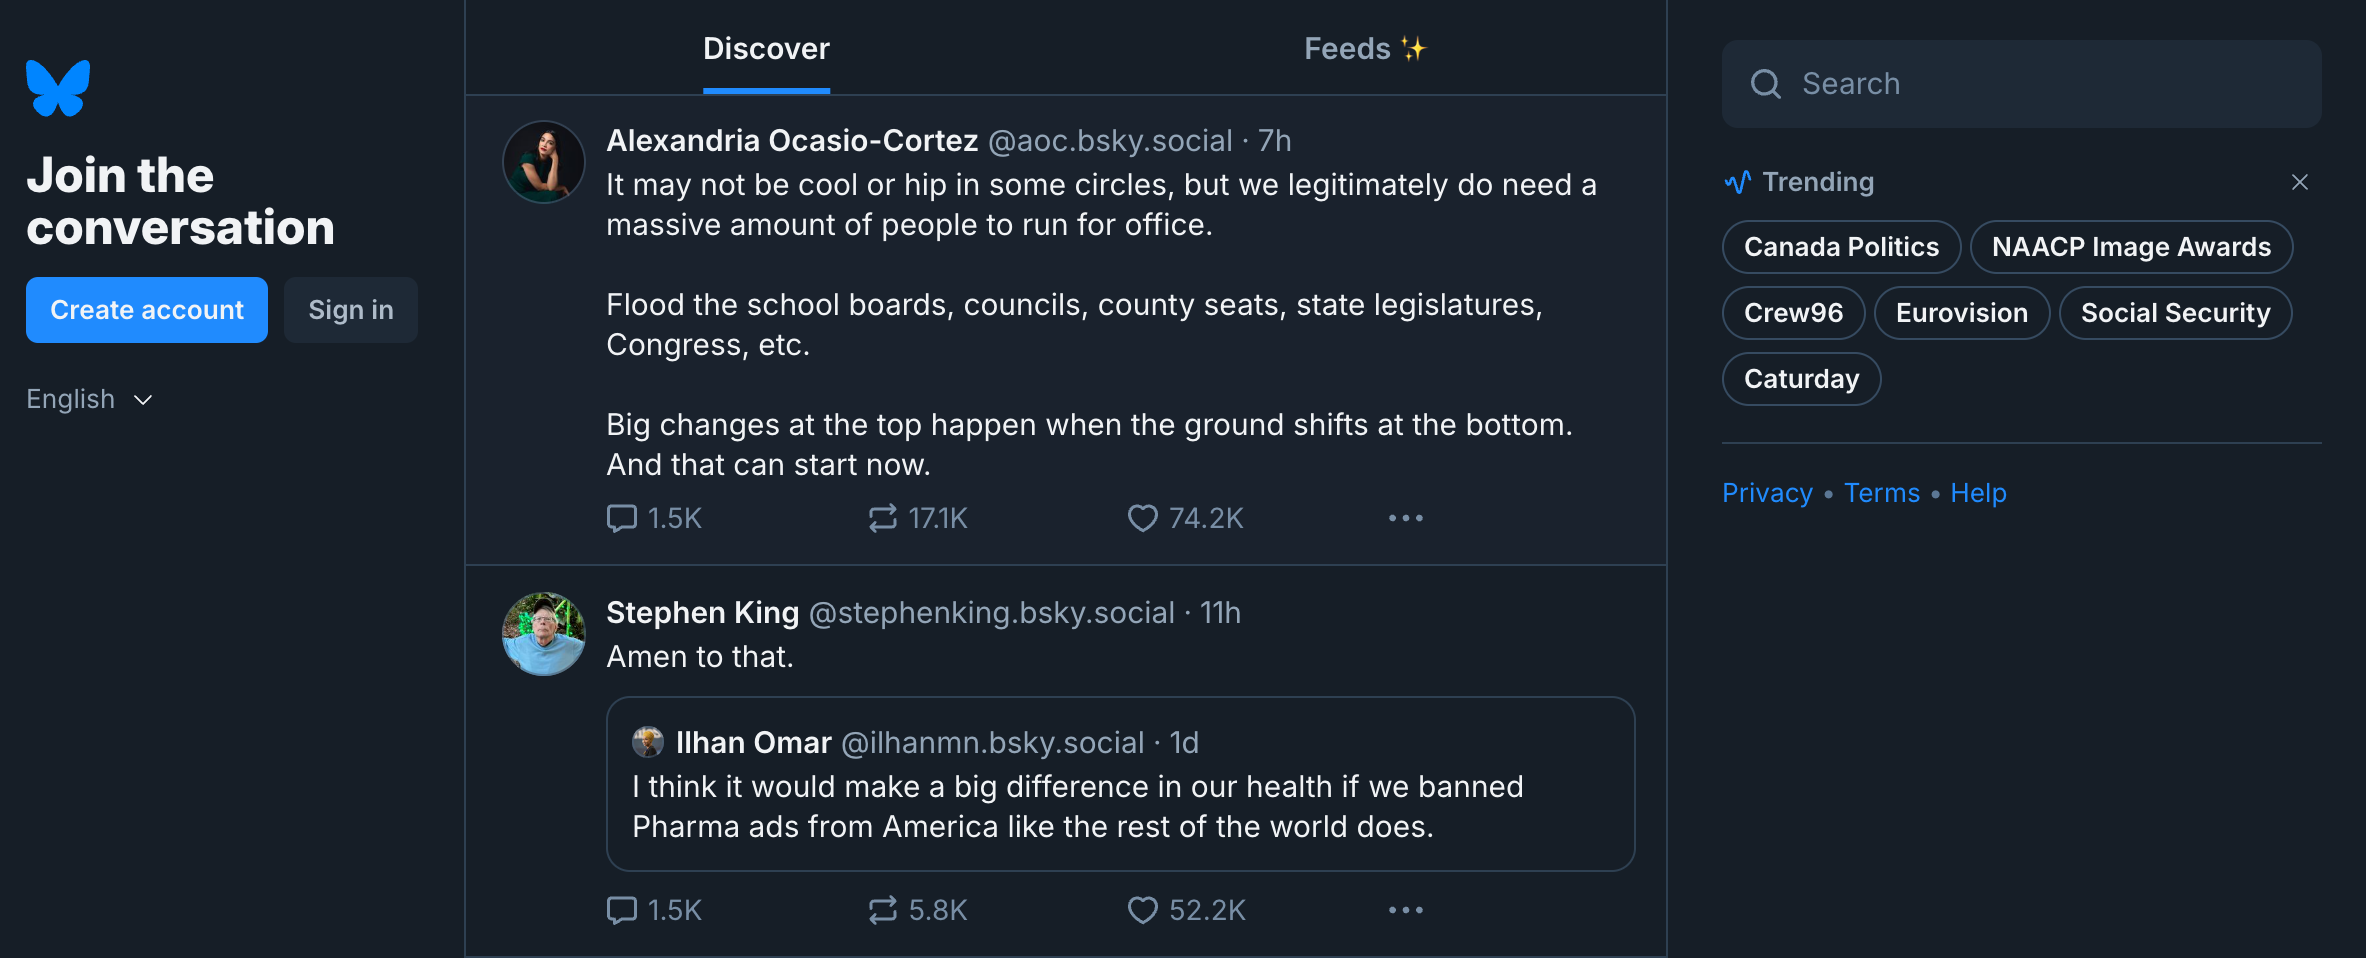 Join the
conversation
Create account
Sign in
English
Discover
Feeds ✨
Alexandria Ocasio-Cortez @aoc.bsky.social · 7h
It may not be cool or hip in some circles, but we legitimately do need a
massive amount of people to run for office.
Flood the school boards, councils, county seats, state legislatures,
Congress, etc.
Big changes at the top happen when the ground shifts at the bottom.
And that can start now.
1.5K
17.1K
74.2K
Stephen King @stephenking.bsky.social · 11h
Amen to that.
Ilhan Omar @ilhanmn.bsky.social · 1d
I think it would make a big difference in our health if we banned
Pharma ads from America like the rest of the world does.
1.5K
5.8K
52.2K
Search
Trending
Canada Politics
NAACP Image Awards
Crew96
Eurovision
Social Security
Caturday
Privacy • Terms • Help